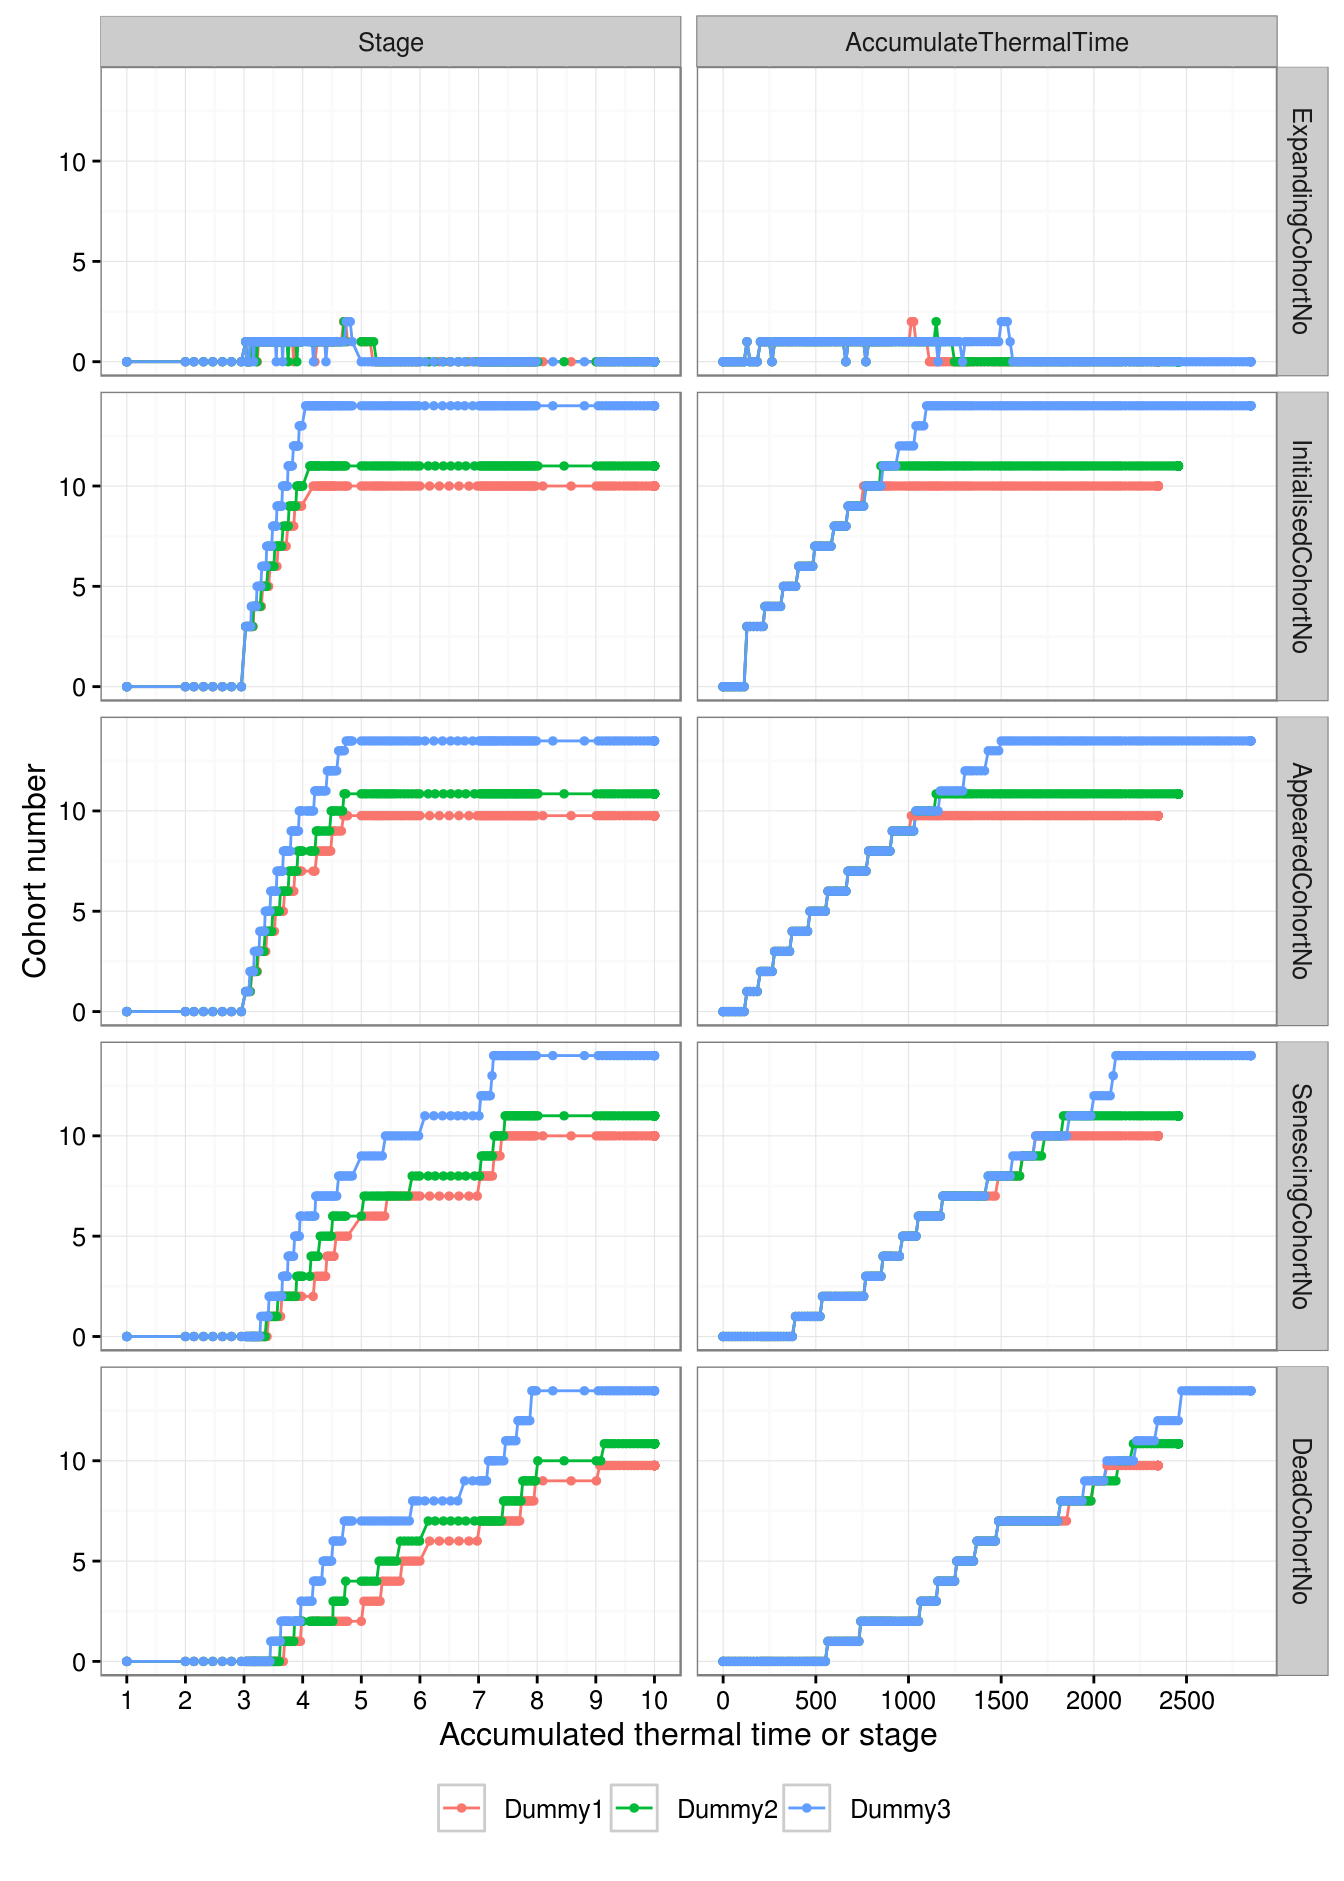 Stage
AccumulateThermalTime
10
5
0
ExpandingCohortNo
10
5
0
InitialisedCohortNo
Cohort number
10
5
0
AppearedCohortNo
10
5
0
SenescingCohortNo
10
5
0
DeadCohortNo
1 2 3 4 5 6 7 8 9 10
0 500 1000 1500 2000 2500
Accumulated thermal time or stage
Dummy1 Dummy2 Dummy3